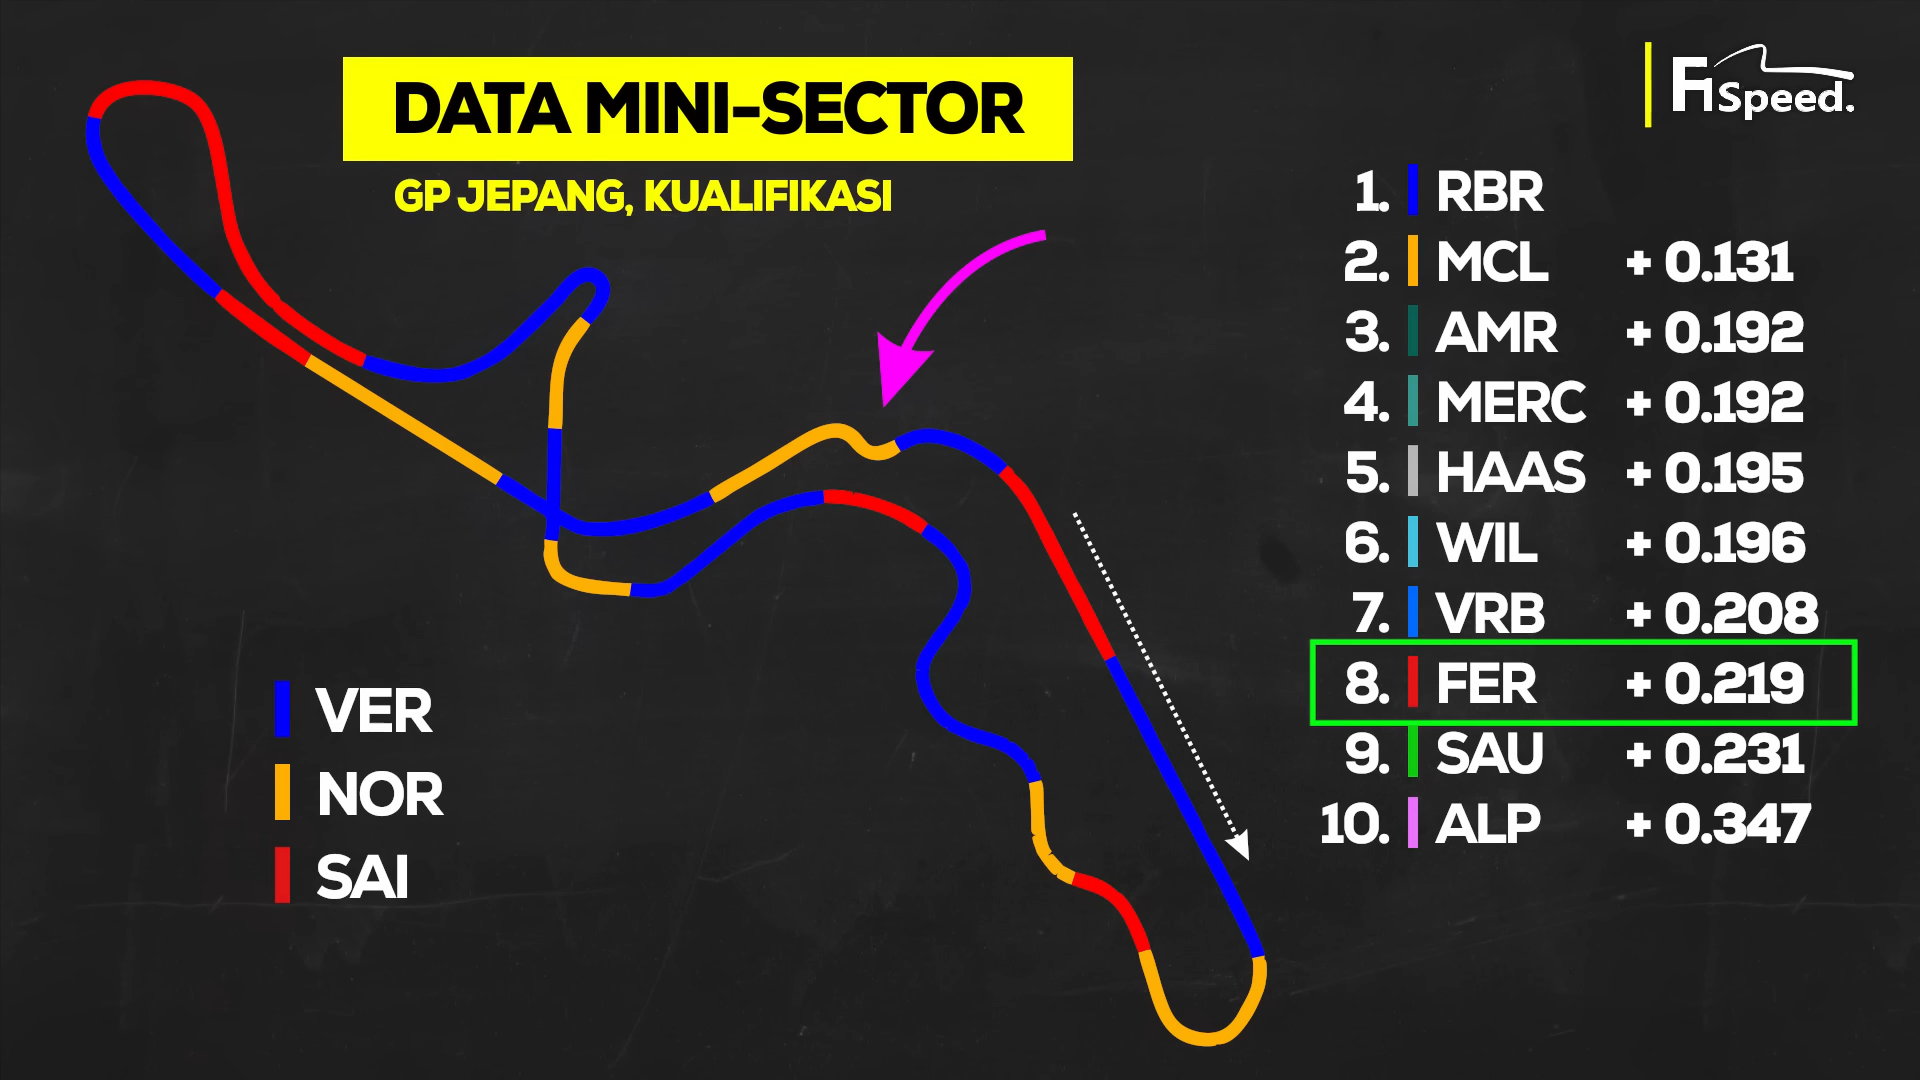 DATA MINI-SECTOR
GP JEPANG, KUALIFIKASI
F1Speed.
1. RBR
2. MCL + 0.131
3. AMR + 0.192
4. MERC + 0.192
5. HAAS + 0.195
6. WIL + 0.196
7. VRB + 0.208
8. FER + 0.219
9. SAU + 0.231
10. ALP + 0.347
VER
NOR
SAI